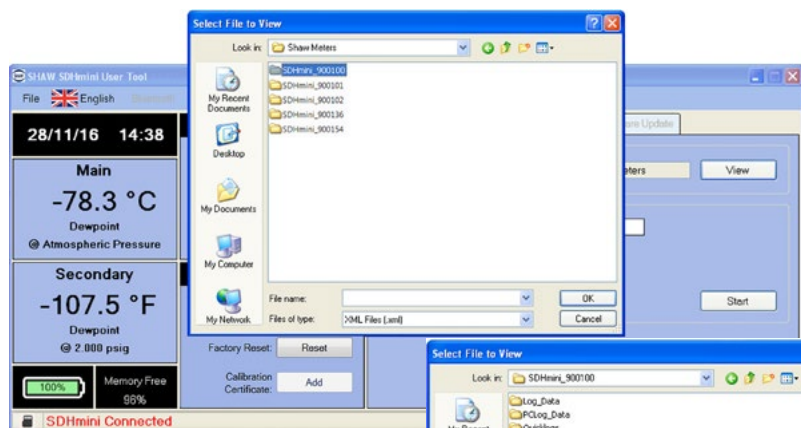 Select File to View
Look in: Shaw Meters
SDHmini_900100
SDHmini_900101
SDHmini_900102
SDHmini_900136
SDHmini_900154
My Recent
Documents
Desktop
My Documents
My Computer
My Network
File name:
OK
Files of type: XML Files (.xml)
Cancel
SHAW SDHmini User Tool
File English
28/11/16 14:38
Main
-78.3 °C
Dewpoint
@ Atmospheric Pressure
Secondary
-107.5 °F
Dewpoint
@ 2.000 psig
100%
Memory Free
96%
SDHmini Connected
Update
eters
View
Start
Factory Reset: Reset
Calibration
Certificate: Add
Select File to View
Look in: SDHmini_900100
Log_Data
PCLog_Data